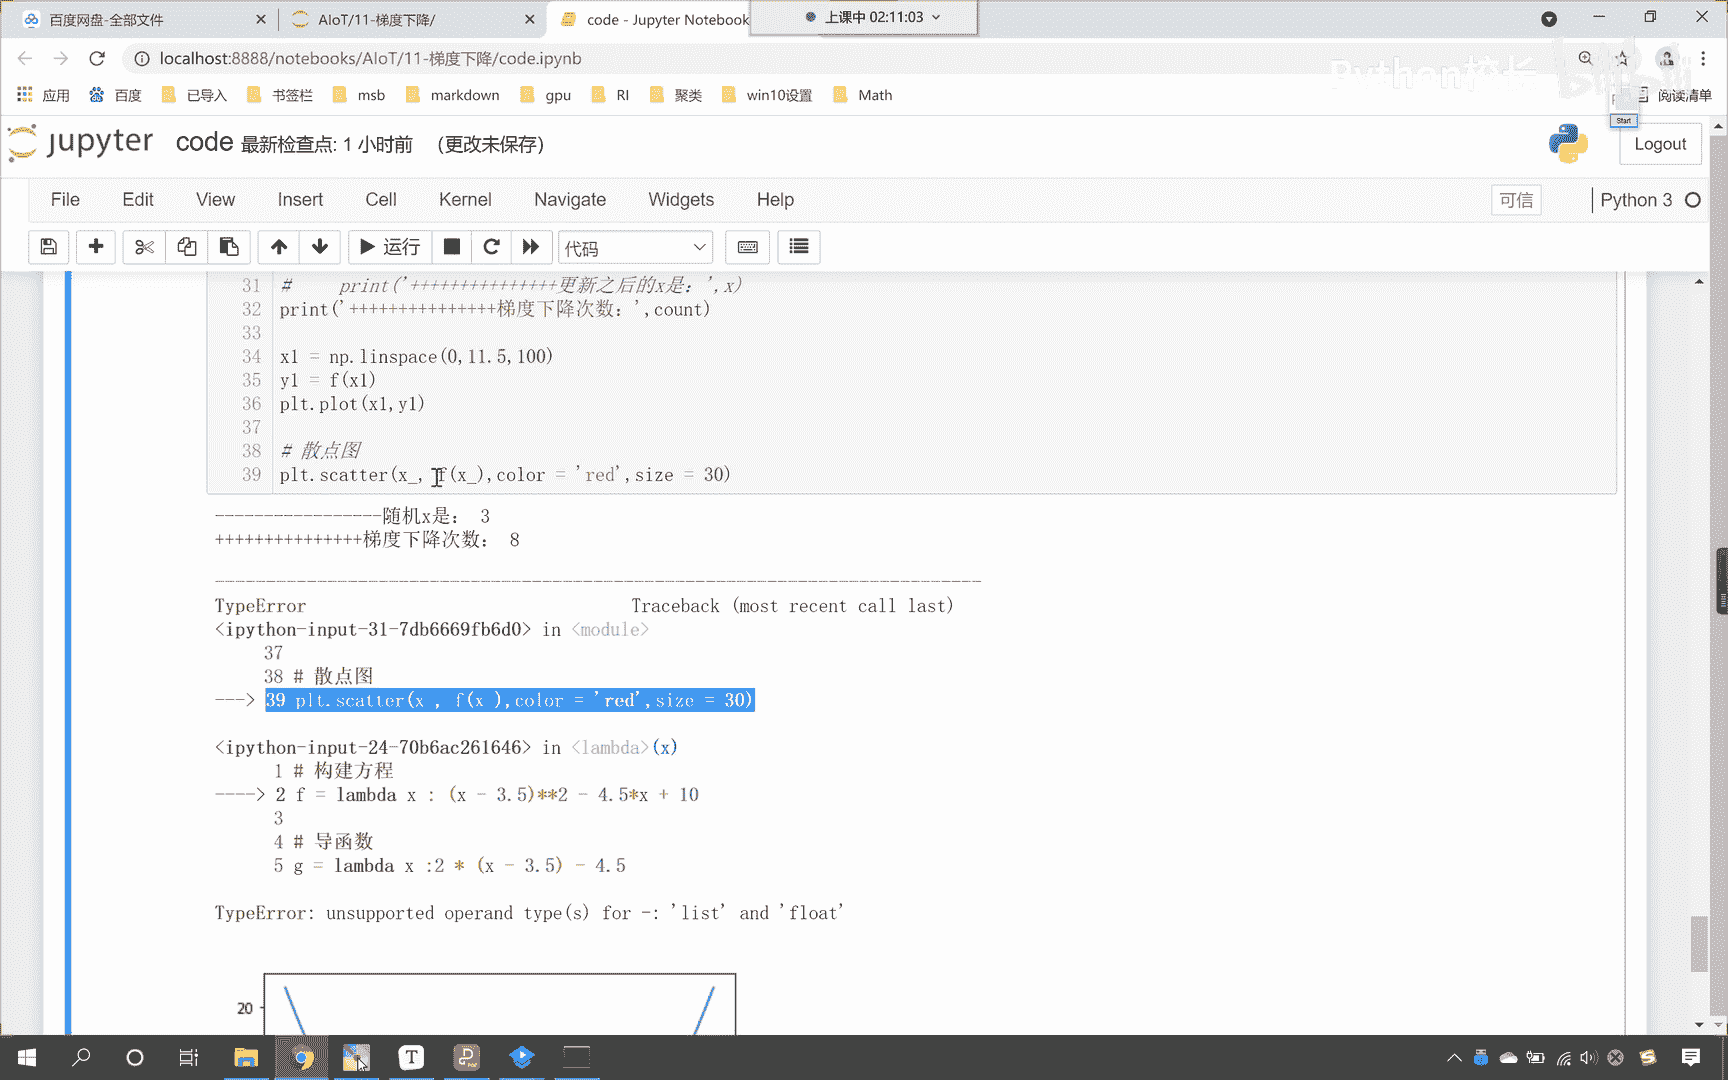 百度网盘-全部文件
AIoT/11-梯度下降/
code - Jupyter Notebook
上课中 02:11:03
localhost:8888/notebooks/AIoT/11-梯度下降/code.ipynb
Python校长
bilibili
应用
百度
已导入
书签栏
msb
markdown
gpu
RI
聚类
win10设置
Math
阅读清单
Start
jupyter code 最新检查点: 1 小时前 (更改未保存)
Logout
File Edit View Insert Cell Kernel Navigate Widgets Help
可信
Python 3
运行
代码
31 #     print('+++++++++++++++更新之后的x是: ',x)
32 print('+++++++++++++++梯度下降次数: ',count)
33
34 x1 = np.linspace(0,11.5,100)
35 y1 = f(x1)
36 plt.plot(x1,y1)
37
38 # 散点图
39 plt.scatter(x_, f(x_),color = 'red',size = 30)
-----------------随机x是:  3
+++++++++++++++梯度下降次数:  8
---------------------------------------------------------------------------
TypeError                                 Traceback (most recent call last)
<ipython-input-31-7db6669fb6d0> in <module>
37
38 # 散点图
---> 39 plt.scatter(x_, f(x_),color = 'red',size = 30)
<ipython-input-24-70b6ac261646> in <lambda>(x)
1 # 构建方程
----> 2 f = lambda x : (x - 3.5)**2 - 4.5*x + 10
3
4 # 导函数
5 g = lambda x :2 * (x - 3.5) - 4.5
TypeError: unsupported operand type(s) for -: 'list' and 'float'
20